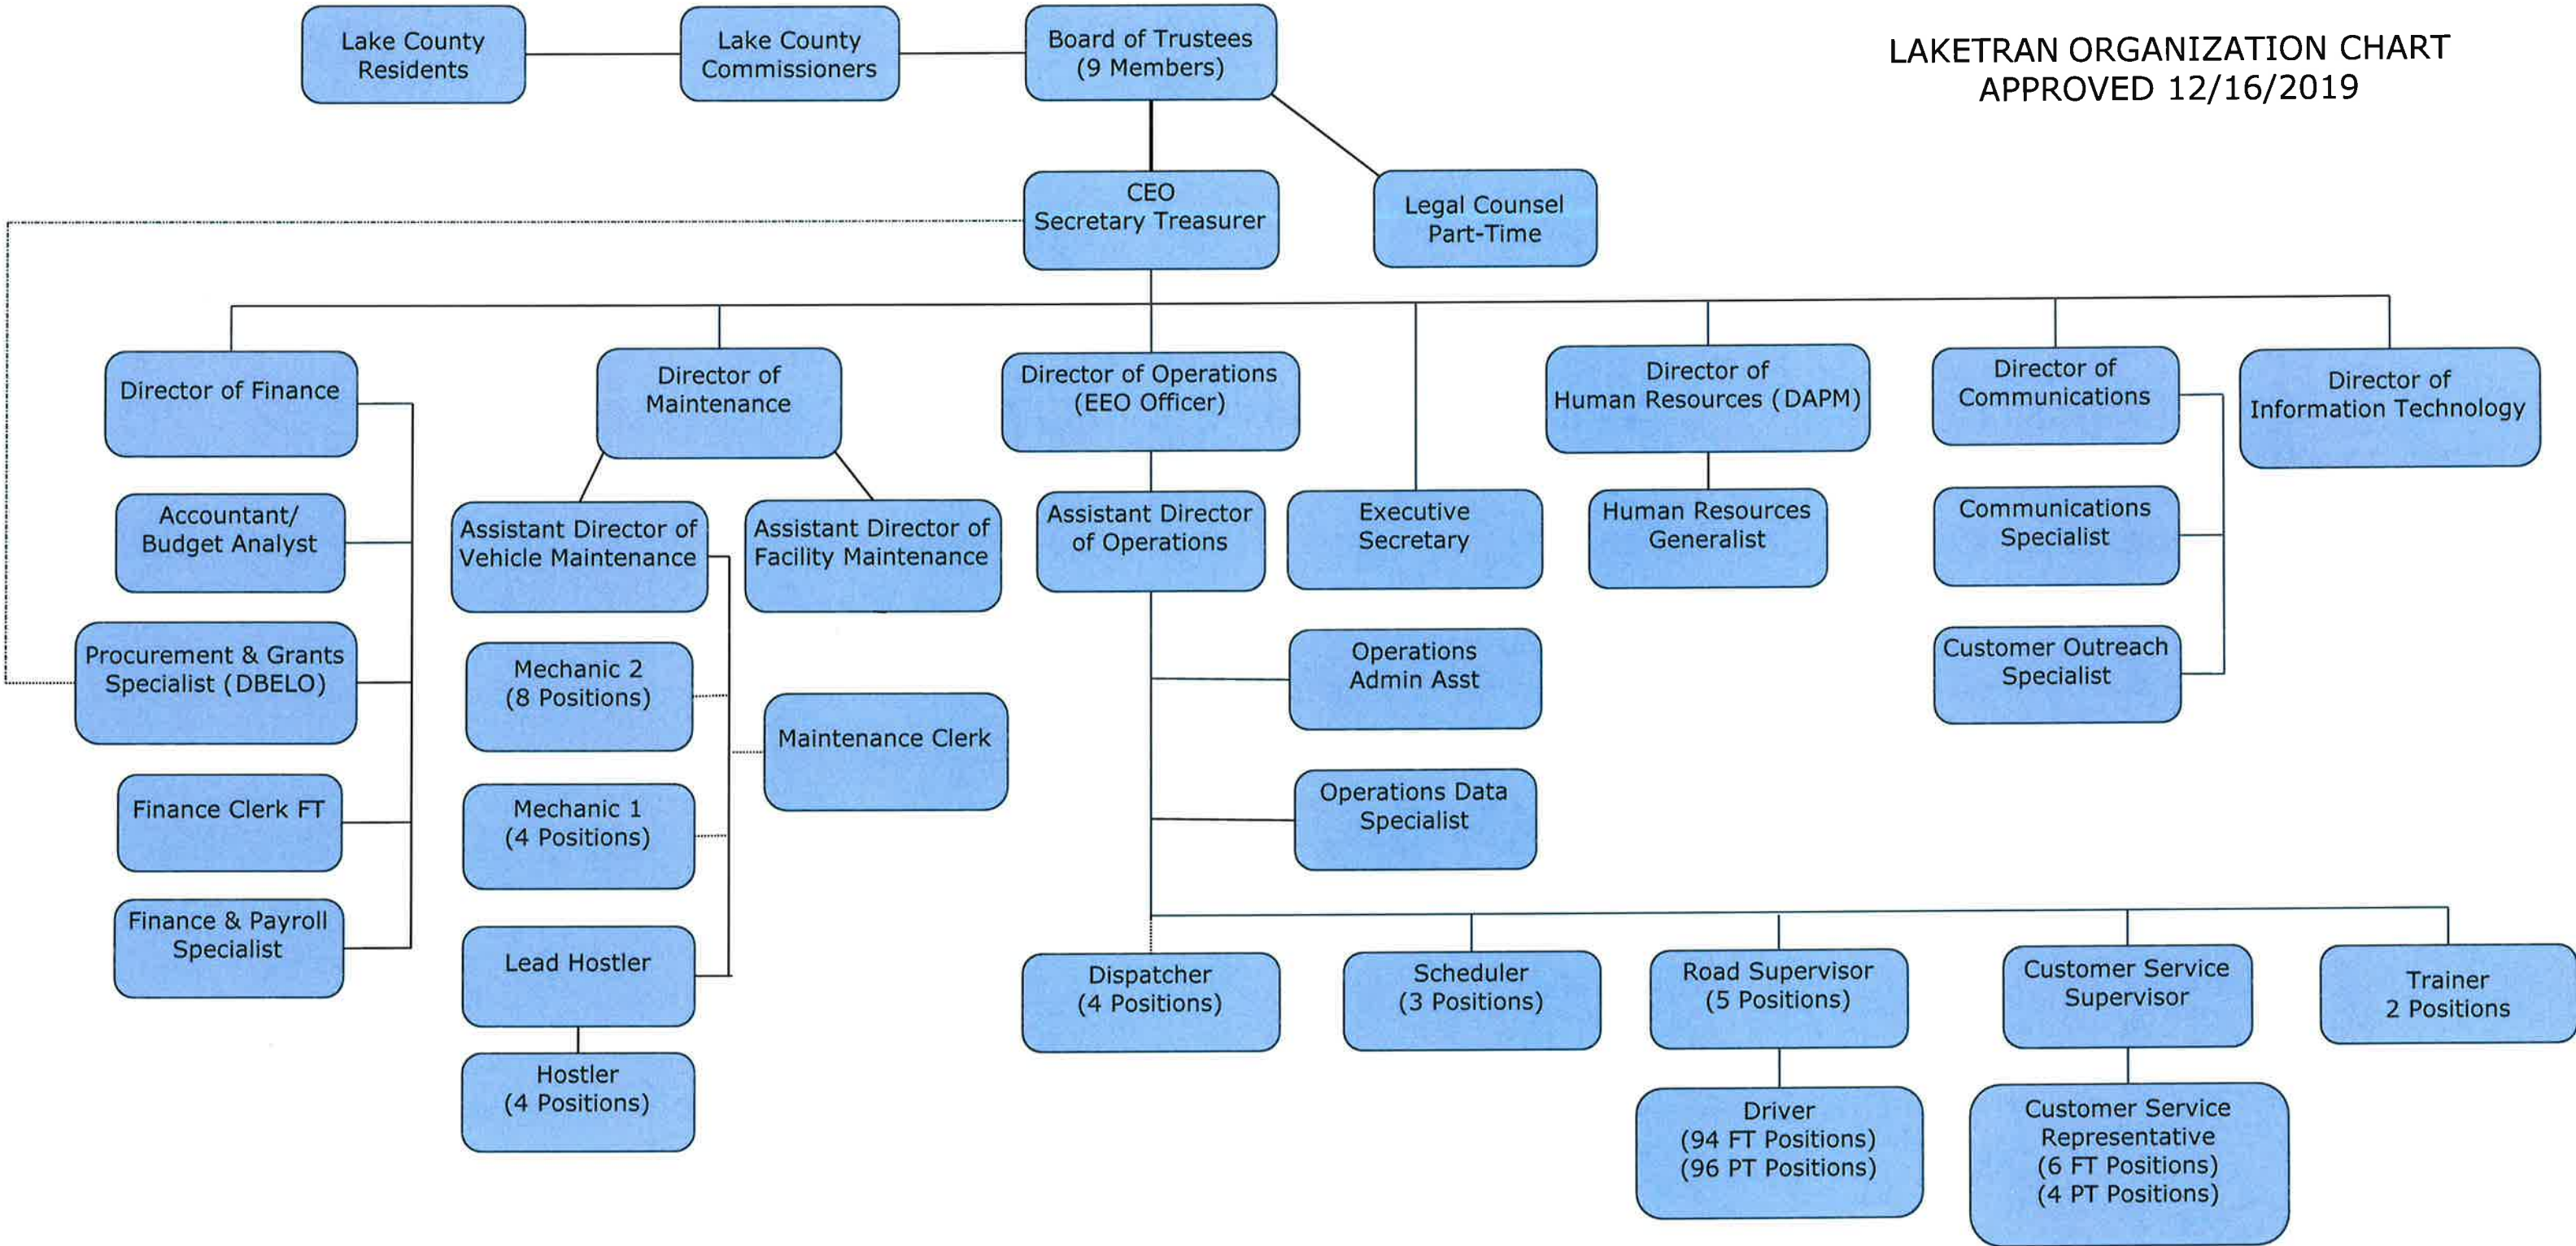 LAKETRAN ORGANIZATION CHART
APPROVED 12/16/2019
Lake County
Residents
Lake County
Commissioners
Board of Trustees
(9 Members)
CEO
Secretary Treasurer
Legal Counsel
Part-Time
Director of Finance
Director of
Maintenance
Director of Operations
(EEO Officer)
Director of
Human Resources (DAPM)
Director of
Communications
Director of
Information Technology
Accountant/
Budget Analyst
Assistant Director of
Vehicle Maintenance
Assistant Director of
Facility Maintenance
Assistant Director
of Operations
Executive
Secretary
Human Resources
Generalist
Communications
Specialist
Procurement & Grants
Specialist (DBELO)
Mechanic 2
(8 Positions)
Maintenance Clerk
Operations
Admin Asst
Customer Outreach
Specialist
Finance Clerk FT
Mechanic 1
(4 Positions)
Operations Data
Specialist
Finance & Payroll
Specialist
Lead Hostler
Dispatcher
(4 Positions)
Scheduler
(3 Positions)
Road Supervisor
(5 Positions)
Customer Service
Supervisor
Trainer
2 Positions
Hostler
(4 Positions)
Driver
(94 FT Positions)
(96 PT Positions)
Customer Service
Representative
(6 FT Positions)
(4 PT Positions)